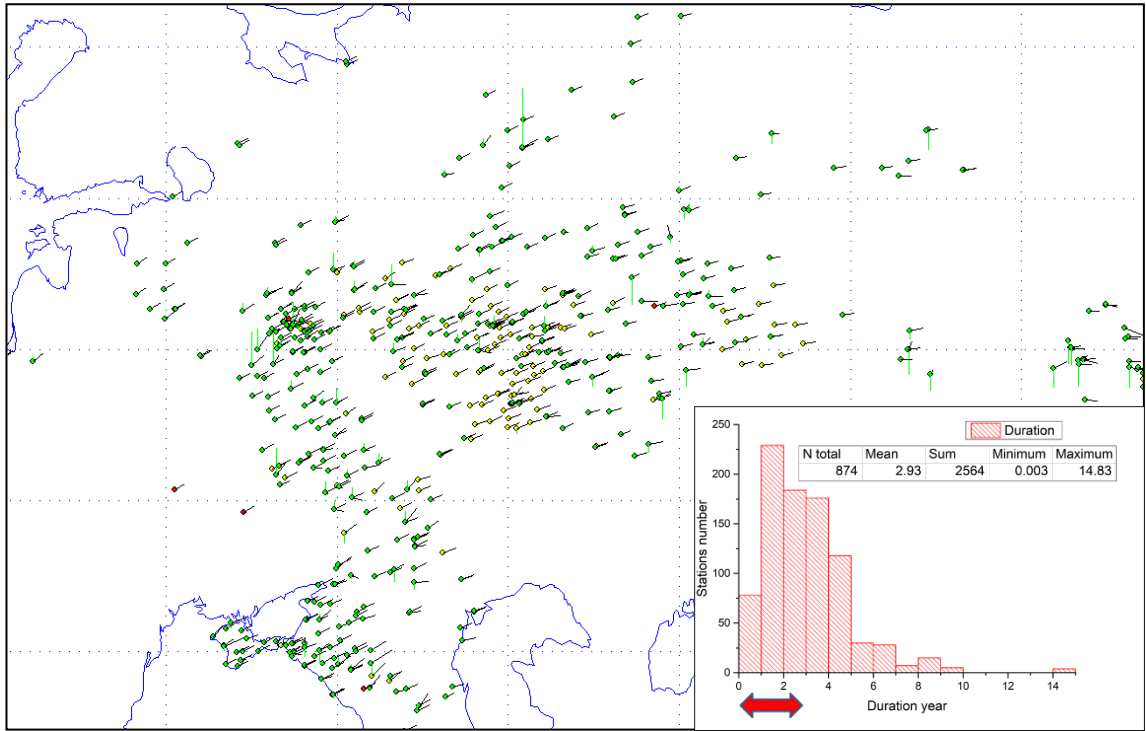 Duration
N total Mean Sum Minimum Maximum
874 2.93 2564 0.003 14.83
250
200
150
100
50
0
Stations number
0 2 4 6 8 10 12 14
Duration year